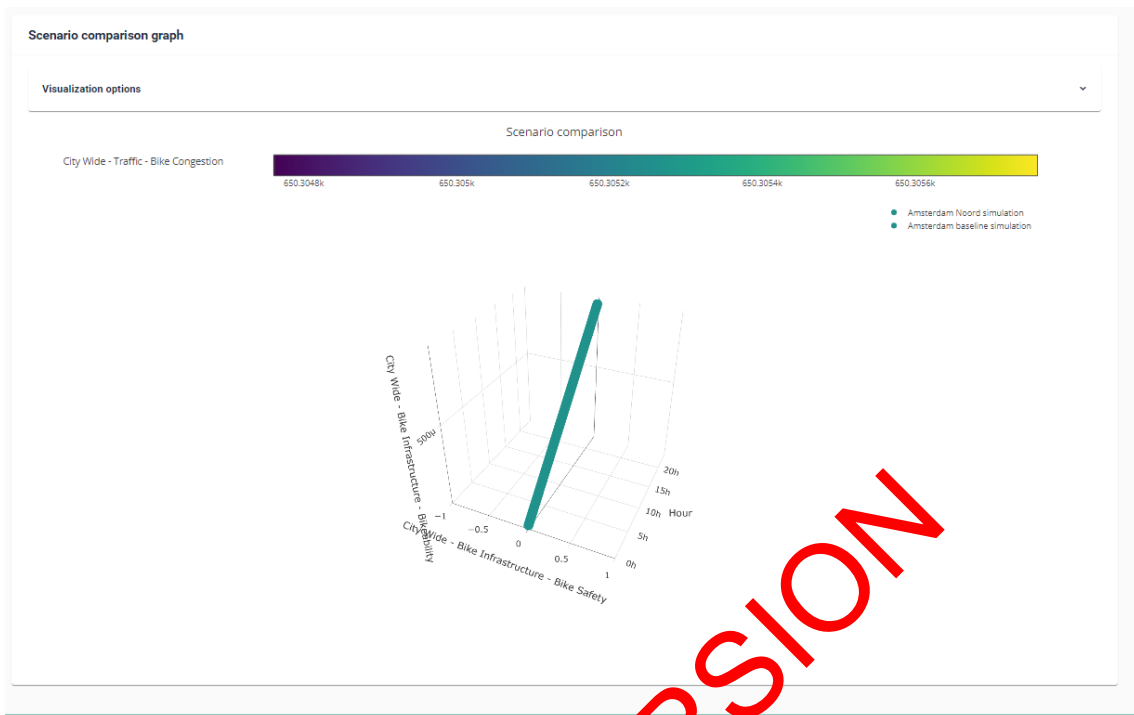 Scenario comparison graph
Visualization options
Scenario comparison
City Wide - Traffic - Bike Congestion
650.3048k 650.305k 650.3052k 650.3054k 650.3056k
Amsterdam Noord simulation
Amsterdam baseline simulation
City Wide - Bike Infrastructure - Bikeability
500μ
20h
15h
10h Hour
5h
0h
−1
−0.5
0
0.5
1
City Wide - Bike Infrastructure - Bike Safety
RSION